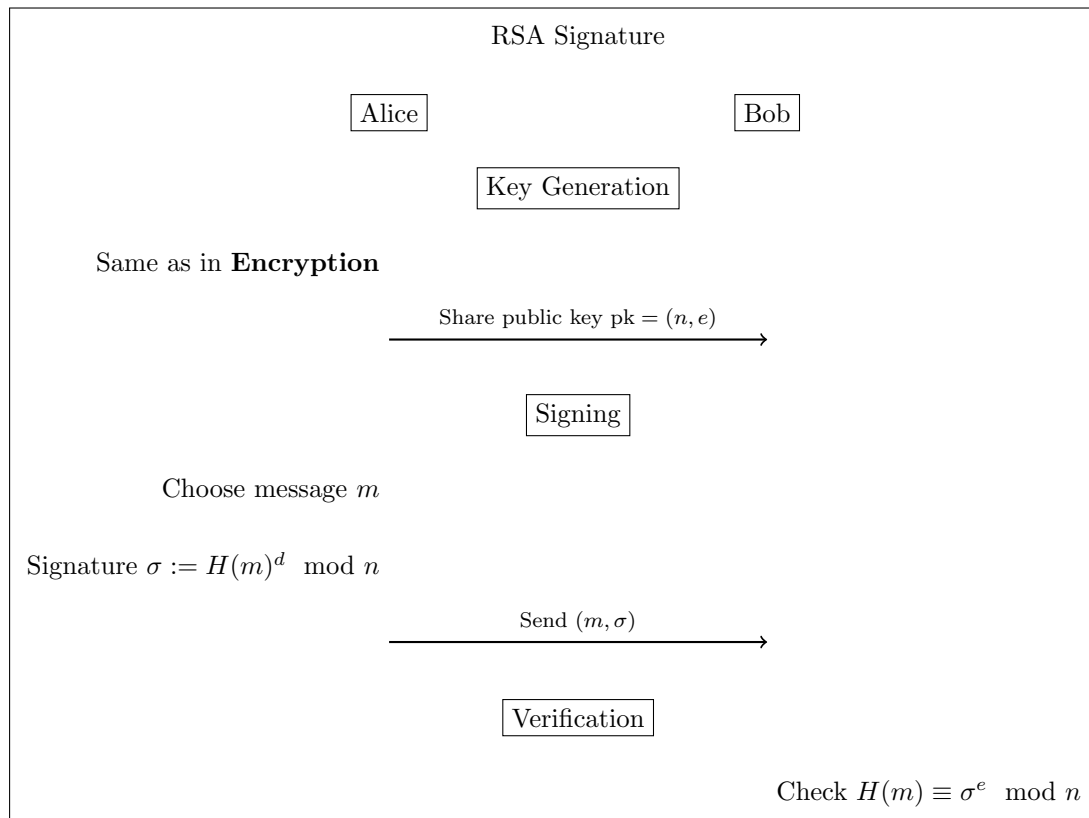 RSA Signature
Alice Bob
Key Generation
Same as in Encryption
Share public key pk = (n, e)
Signing
Choose message m
Signature σ := H(m)^d mod n
Send (m, σ)
Verification
Check H(m) ≡ σ^e mod n